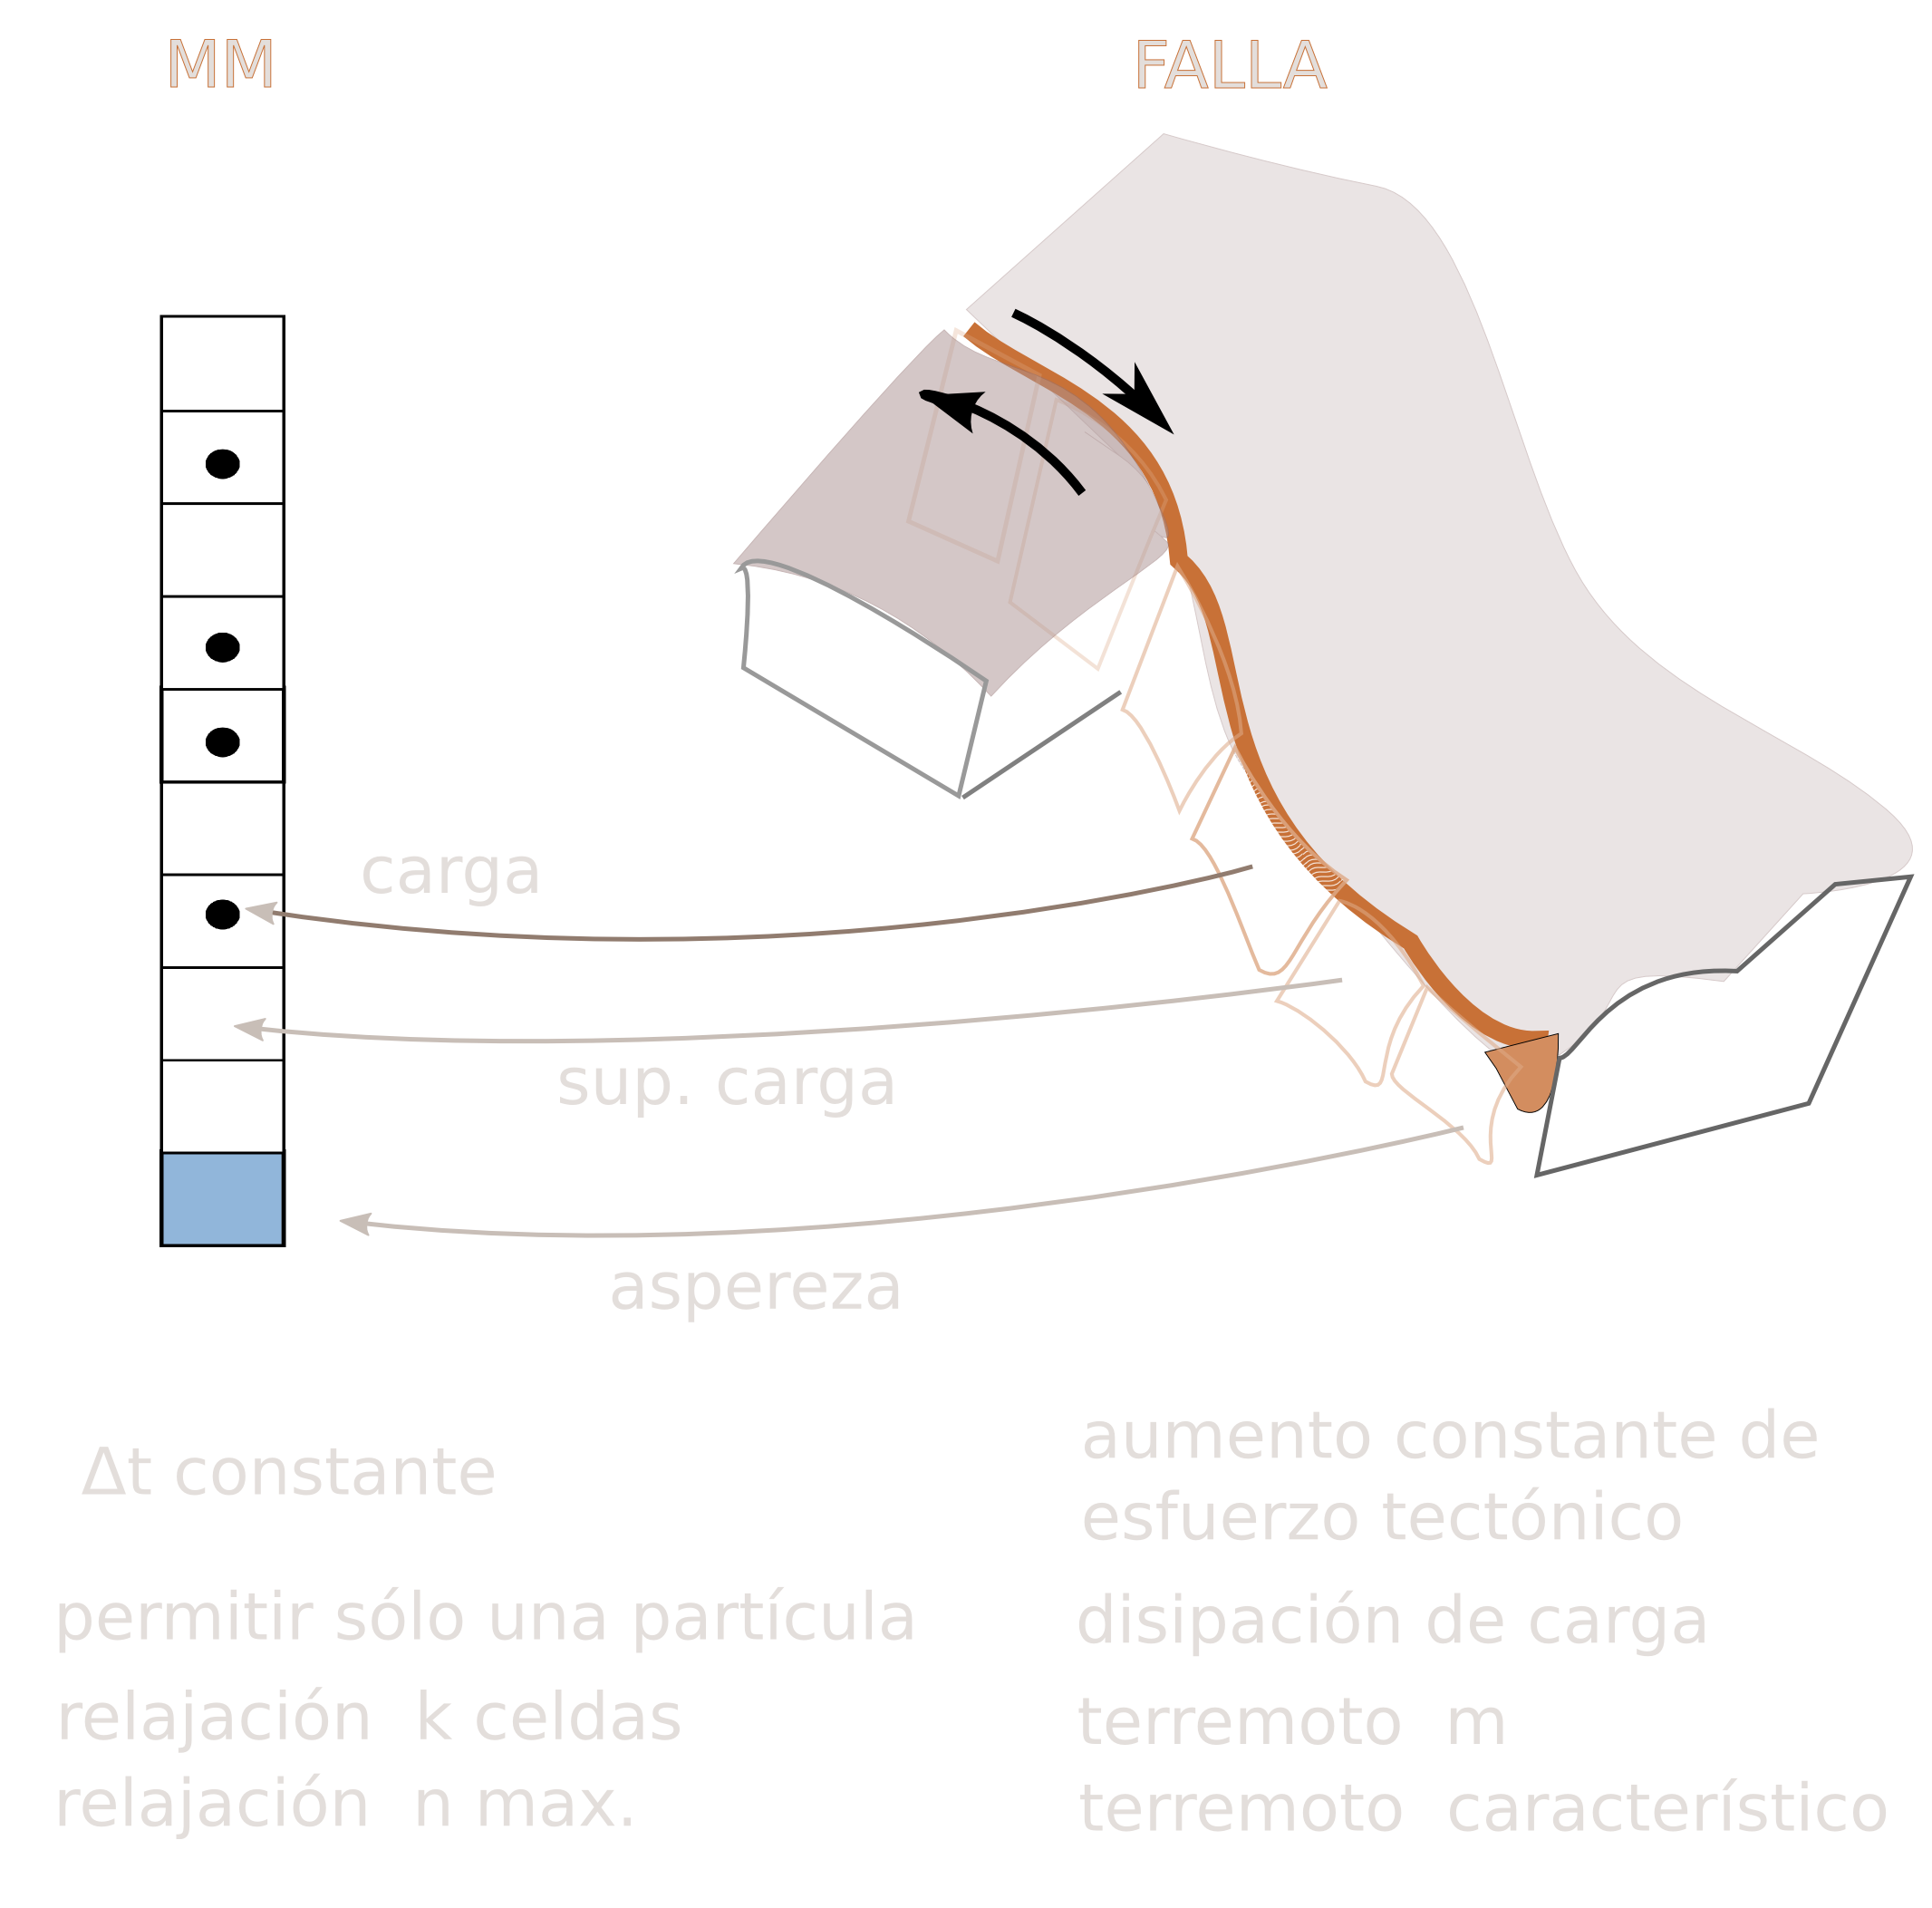 MM
FALLA
carga
sup. carga
aspereza
Δt constante
aumento constante de
esfuerzo tectónico
permitir sólo una partícula
disipación de carga
relajación k celdas
terremoto m
relajación n max.
terremoto característico